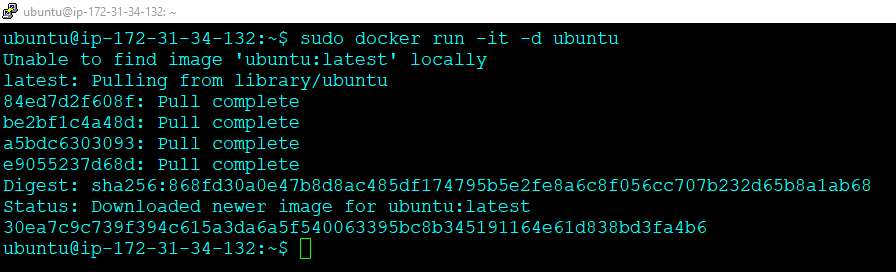 ubuntu@ip-172-31-34-132: ~
ubuntu@ip-172-31-34-132:~$ sudo docker run -it -d ubuntu
Unable to find image 'ubuntu:latest' locally
latest: Pulling from library/ubuntu
84ed7d2f608f: Pull complete
be2bf1c4a48d: Pull complete
a5bdc6303093: Pull complete
e9055237d68d: Pull complete
Digest: sha256:868fd30a0e47b8d8ac485df174795b5e2fe8a6c8f056cc707b232d65b8a1ab68
Status: Downloaded newer image for ubuntu:latest
30ea7c9c739f394c615a3da6a5f540063395bc8b345191164e61d838bd3fa4b6
ubuntu@ip-172-31-34-132:~$